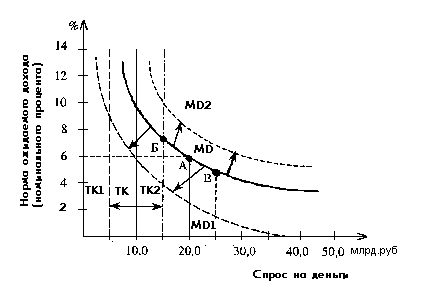 %
Норма ожидаемого дохода
(номинального процента)
14
12
10
8
6
4
2
MD2
MD
Б
А
В
ТК1 ТК ТК2
MD1
10,0 20,0 30,0 40,0 50,0 млрд.руб
Спрос на деньги